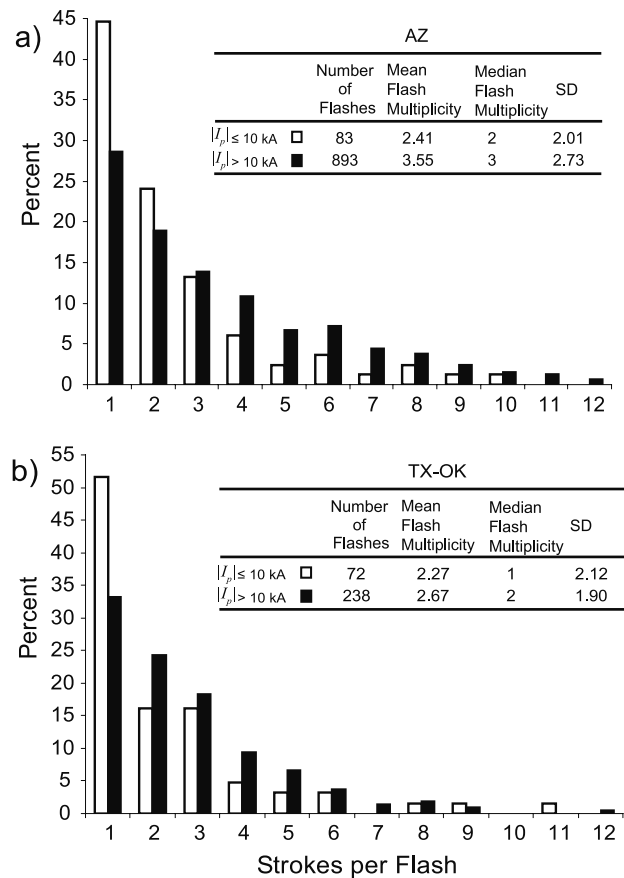 a)
AZ
Number of Flashes Mean Flash Multiplicity Median Flash Multiplicity SD
|I_p| ≤ 10 kA 83 2.41 2 2.01
|I_p| > 10 kA 893 3.55 3 2.73
Percent
45
40
35
30
25
20
15
10
5
0
1 2 3 4 5 6 7 8 9 10 11 12
b)
TX-OK
Number of Flashes Mean Flash Multiplicity Median Flash Multiplicity SD
|I_p| ≤ 10 kA 72 2.27 1 2.12
|I_p| > 10 kA 238 2.67 2 1.90
Percent
55
50
45
40
35
30
25
20
15
10
5
0
1 2 3 4 5 6 7 8 9 10 11 12
Strokes per Flash